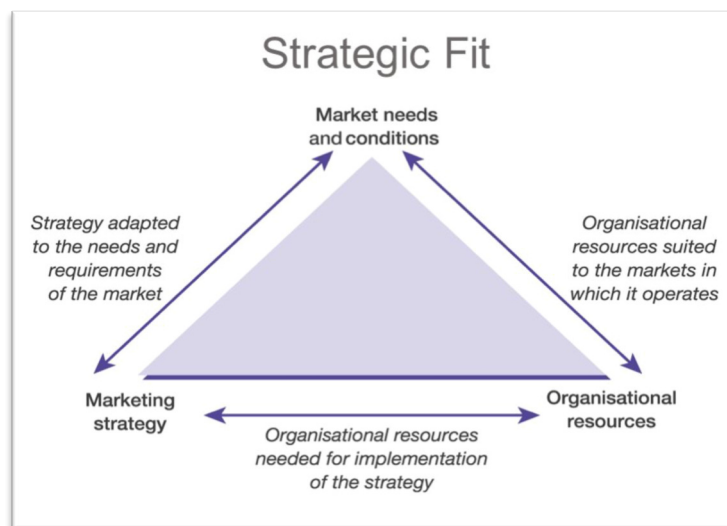 Strategic Fit
Market needs
and conditions
Strategy adapted
to the needs and
requirements
of the market
Organisational
resources suited
to the markets in
which it operates
Marketing
strategy
Organisational
resources
Organisational resources
needed for implementation
of the strategy